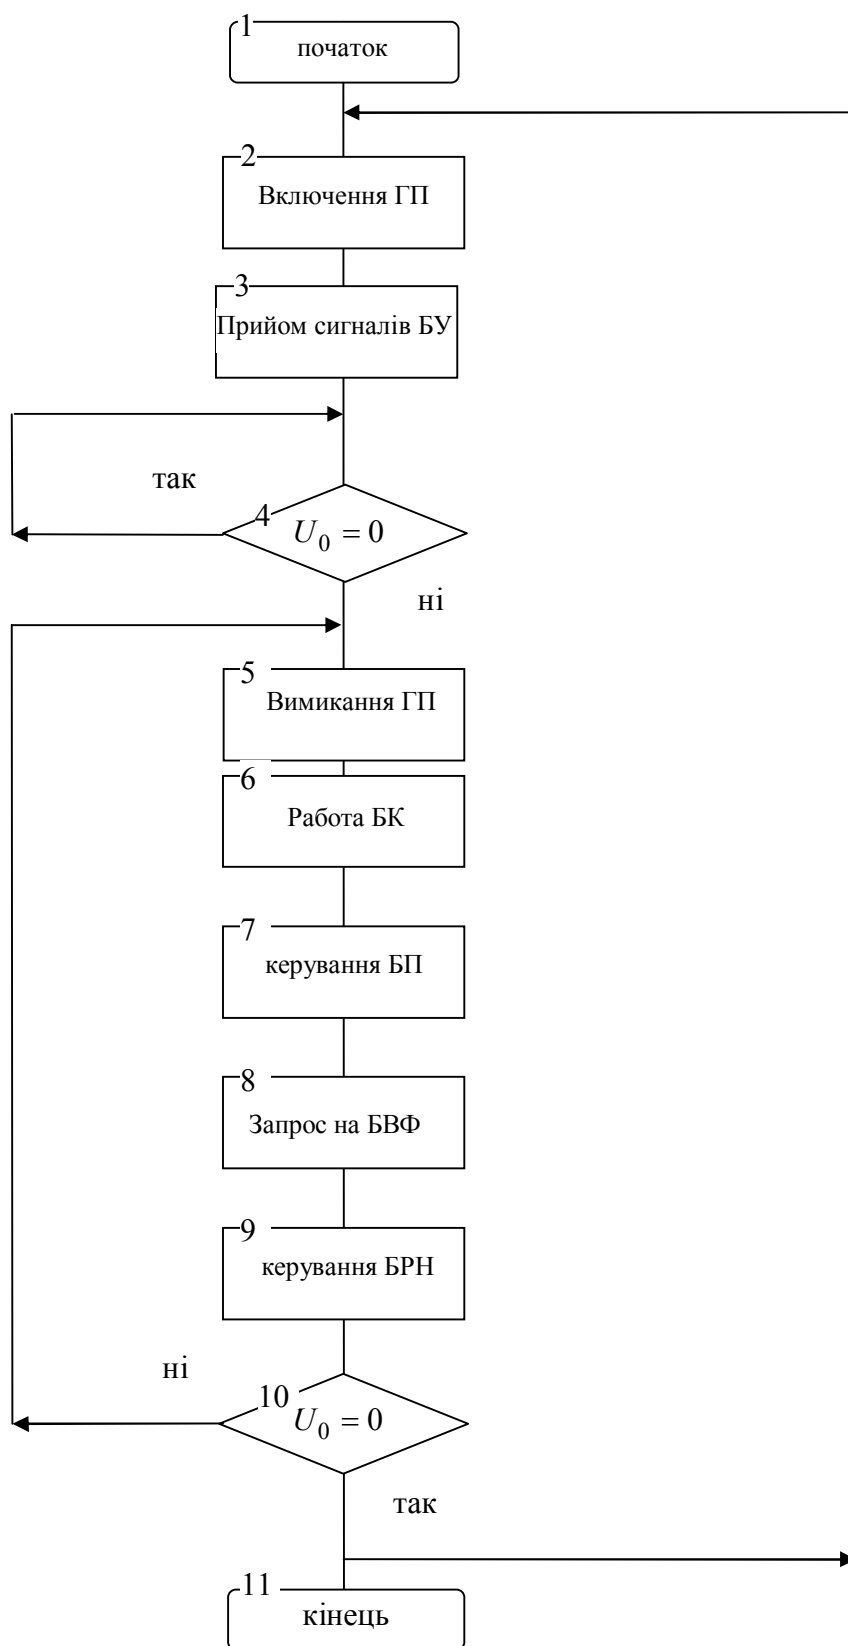 1
початок
2
Включення ГП
3
Прийом сигналів БУ
так
4
U₀ = 0
ні
5
Вимикання ГП
6
Работа БК
7
керування БП
8
Запрос на БВФ
9
керування БРН
ні
10
U₀ = 0
так
11
кінець